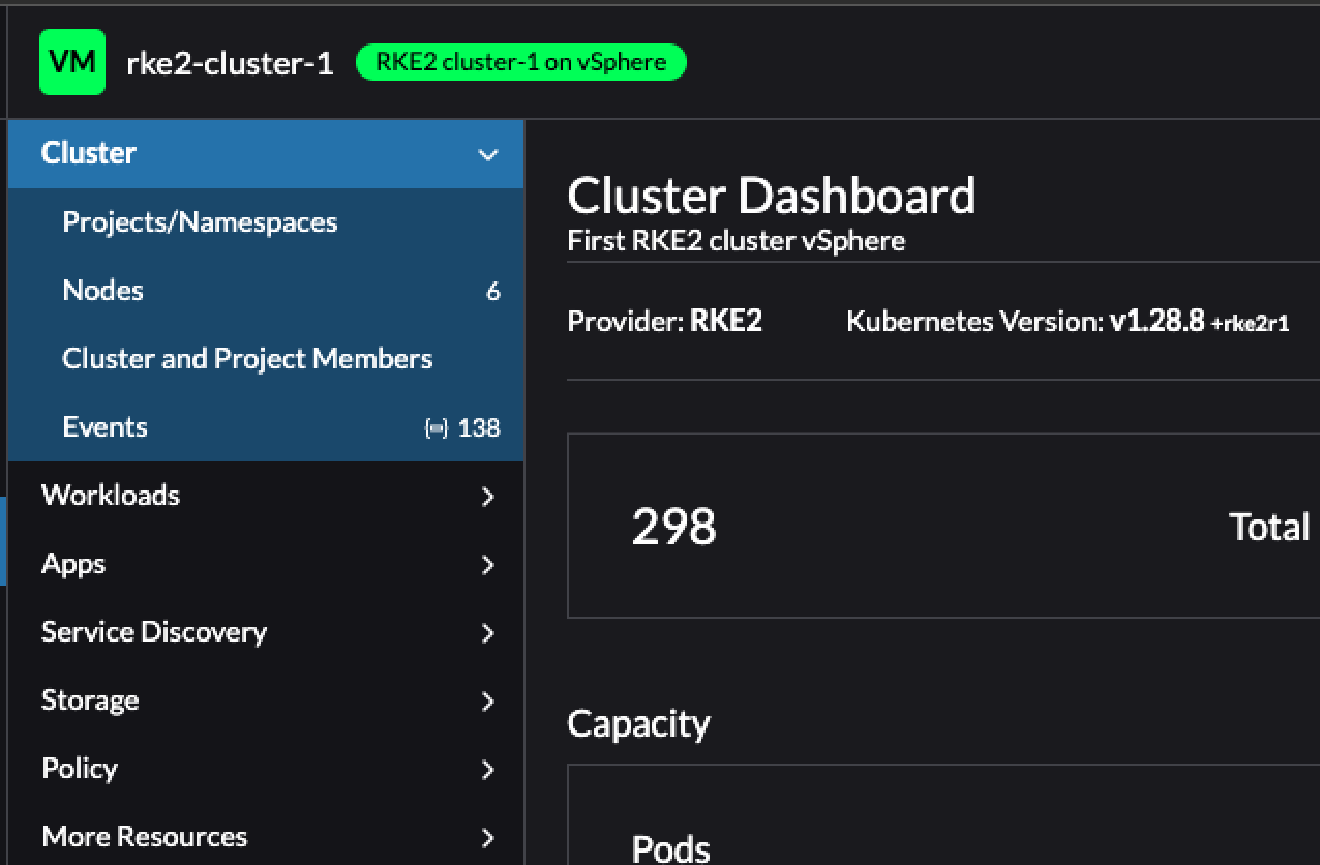 VM rke2-cluster-1 RKE2 cluster-1 on vSphere
Cluster
Projects/Namespaces
Nodes 6
Cluster and Project Members
Events 138
Workloads
Apps
Service Discovery
Storage
Policy
More Resources
Cluster Dashboard
First RKE2 cluster vSphere
Provider: RKE2 Kubernetes Version: v1.28.8 +rke2r1
298 Total
Capacity
Pods